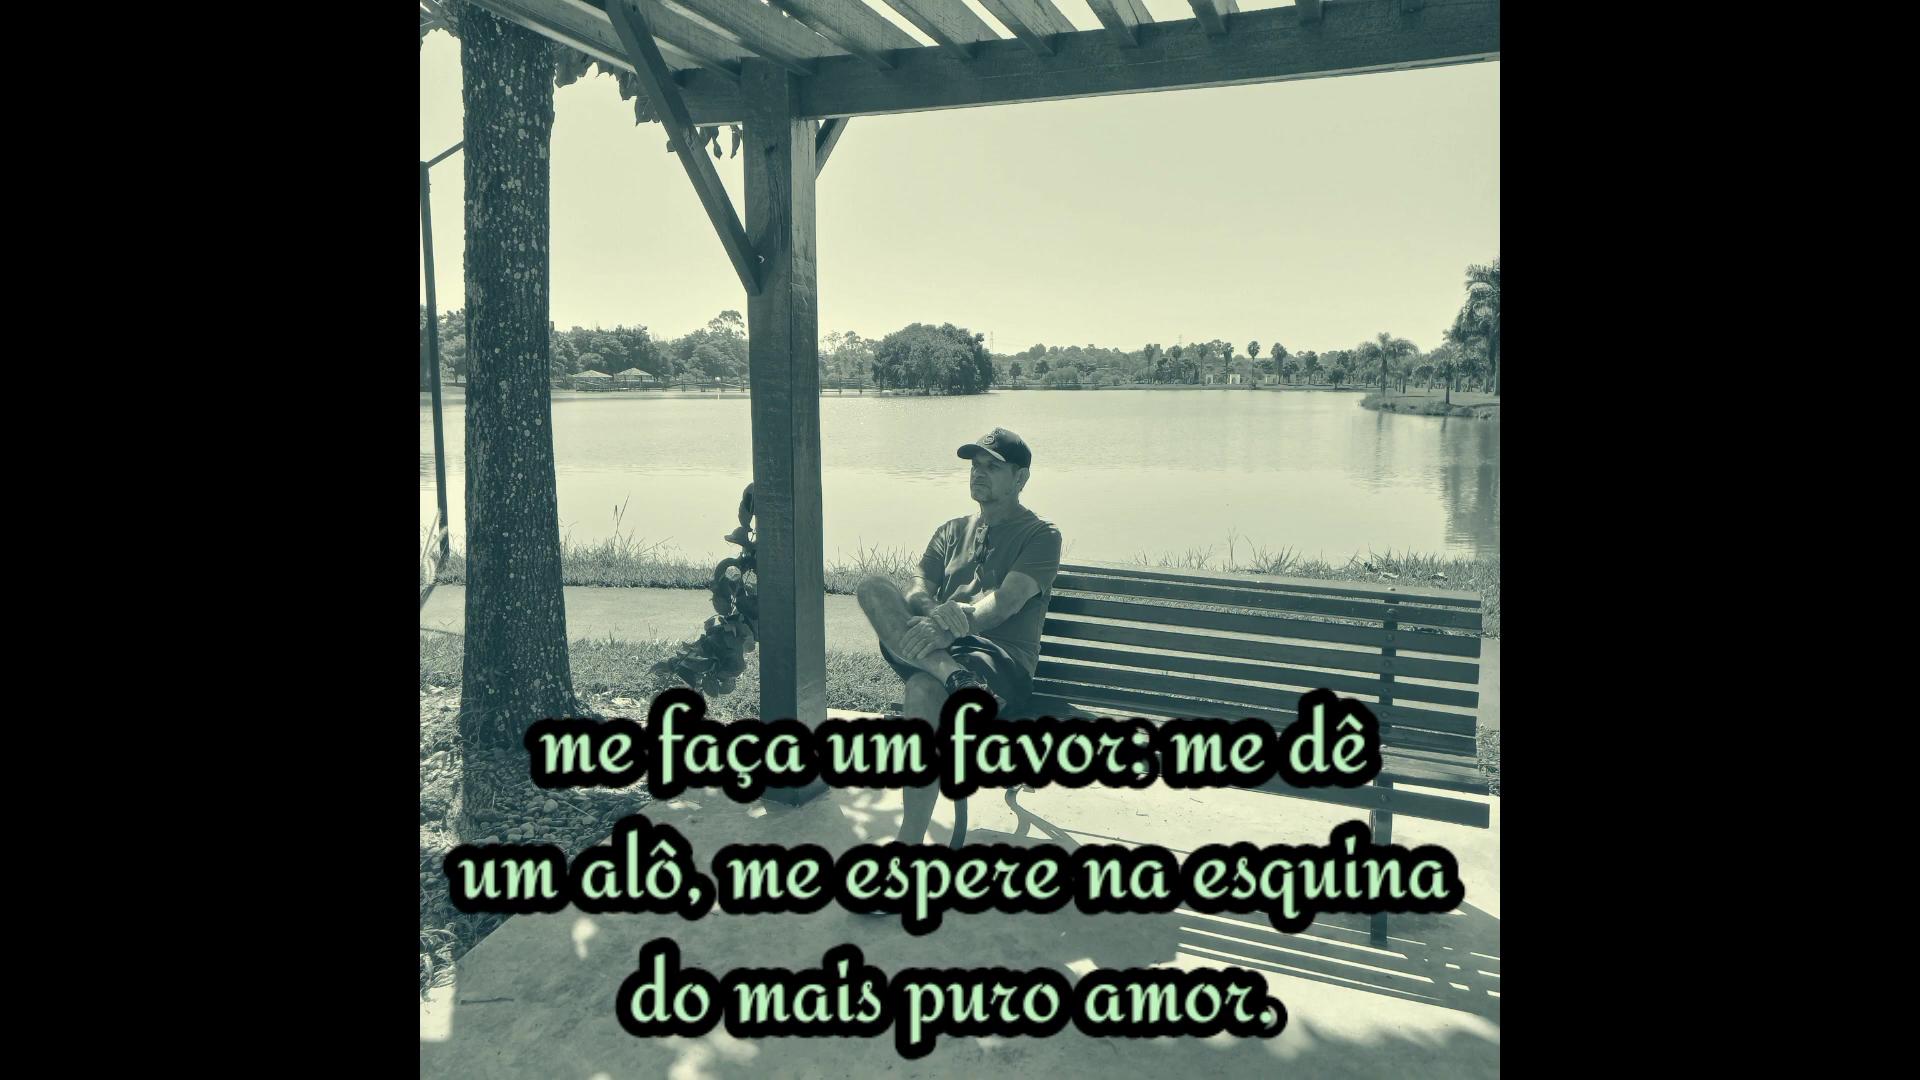 me faça um favor: me dê
um alô, me espere na esquina
do mais puro amor.